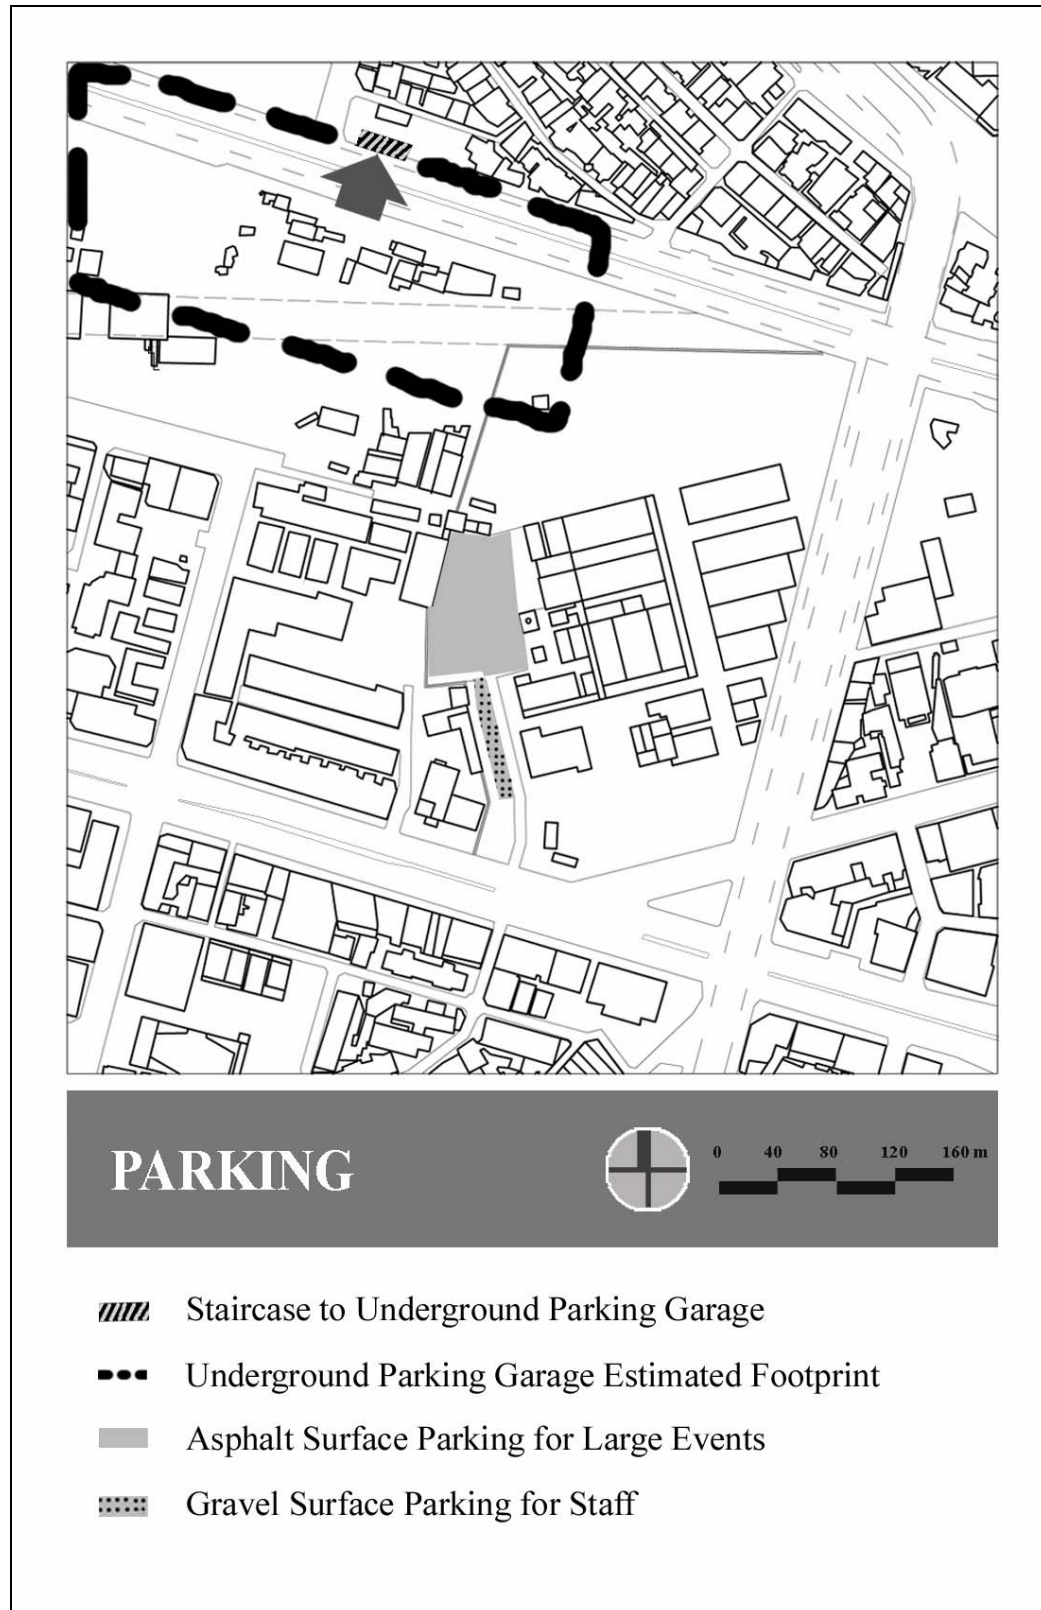 PARKING
0 40 80 120 160 m
Staircase to Underground Parking Garage
Underground Parking Garage Estimated Footprint
Asphalt Surface Parking for Large Events
Gravel Surface Parking for Staff